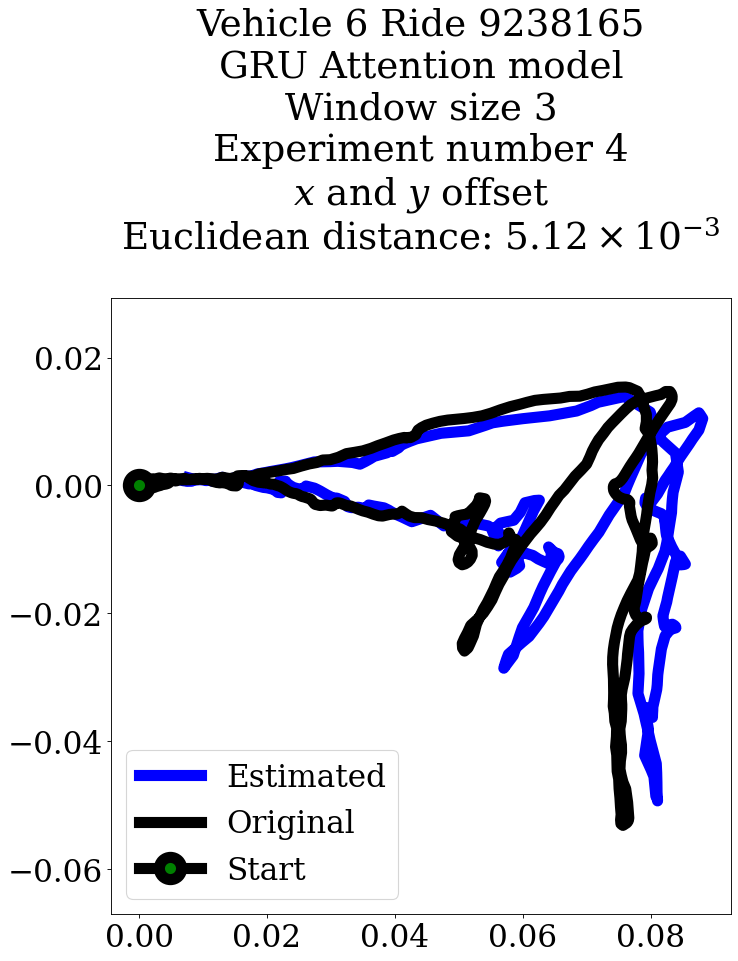 Vehicle 6 Ride 9238165
GRU Attention model
Window size 3
Experiment number 4
x and y offset
Euclidean distance: 5.12 × 10⁻³
0.02
0.00
−0.02
−0.04
−0.06
Estimated
Original
Start
0.00 0.02 0.04 0.06 0.08